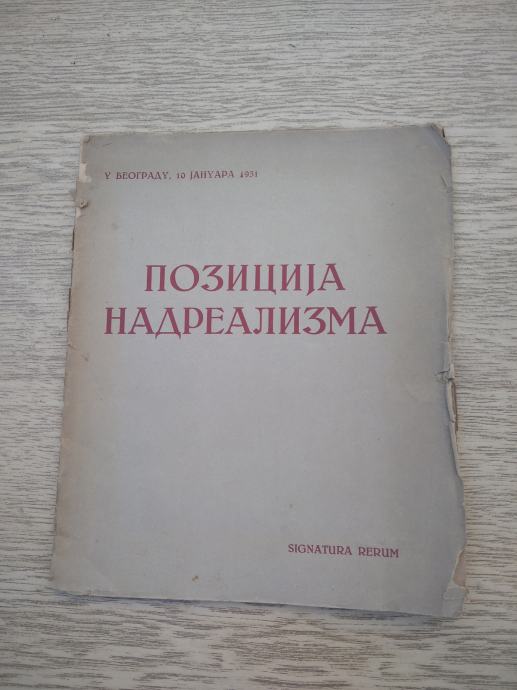 У БЕОГРАДУ, 10 ЈАНУАРА 1931
ПОЗИЦИЈА
НАДРЕАЛИЗМА
SIGNATURA RERUM